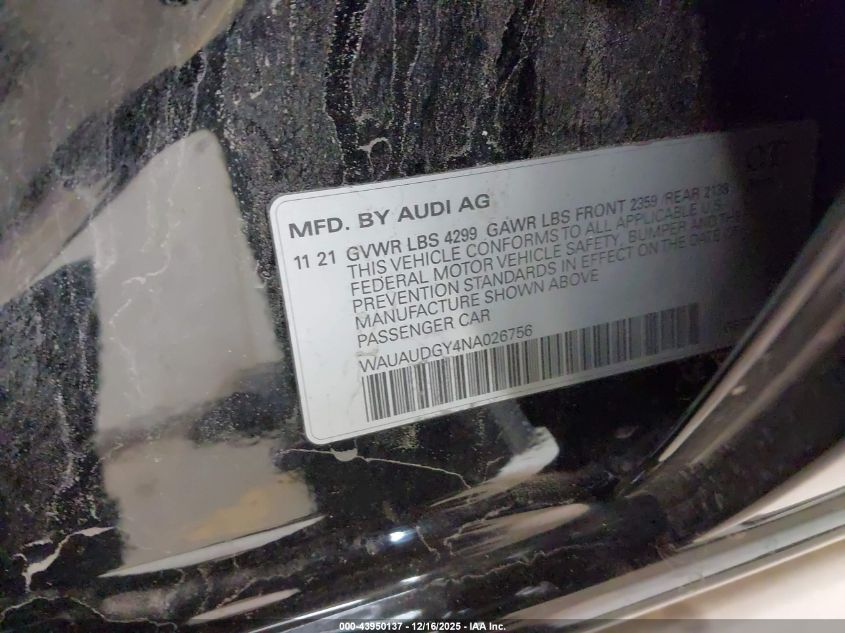 MFD. BY AUDI AG
11 21 GVWR LBS 4299 GAWR LBS FRONT 2359 /REAR 2138
THIS VEHICLE CONFORMS TO ALL APPLICABLE U.S.
FEDERAL MOTOR VEHICLE SAFETY, BUMPER AND THE
PREVENTION STANDARDS IN EFFECT ON THE DATE OF
MANUFACTURE SHOWN ABOVE
PASSENGER CAR
WAUAUDGY4NA026756
000-43950137 - 12/16/2025 - IAA Inc.